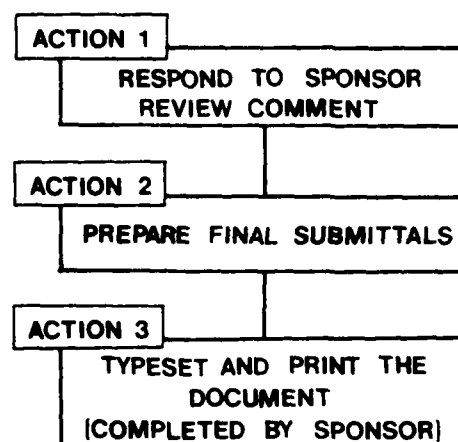 ACTION 1
RESPOND TO SPONSOR
REVIEW COMMENT
ACTION 2
PREPARE FINAL SUBMITTALS
ACTION 3
TYPESET AND PRINT THE
DOCUMENT
(COMPLETED BY SPONSOR)